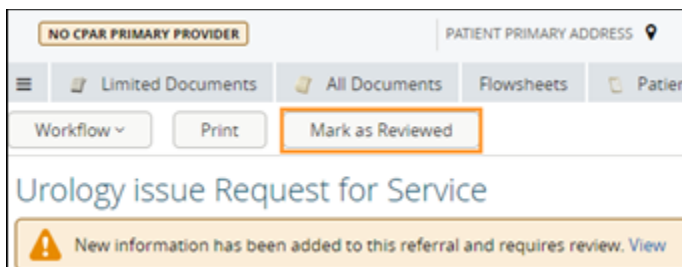 NO CPAR PRIMARY PROVIDER PATIENT PRIMARY ADDRESS
Limited Documents All Documents Flowsheets
Workflow Print Mark as Reviewed
Urology issue Request for Service
New information has been added to this referral and requires review. View